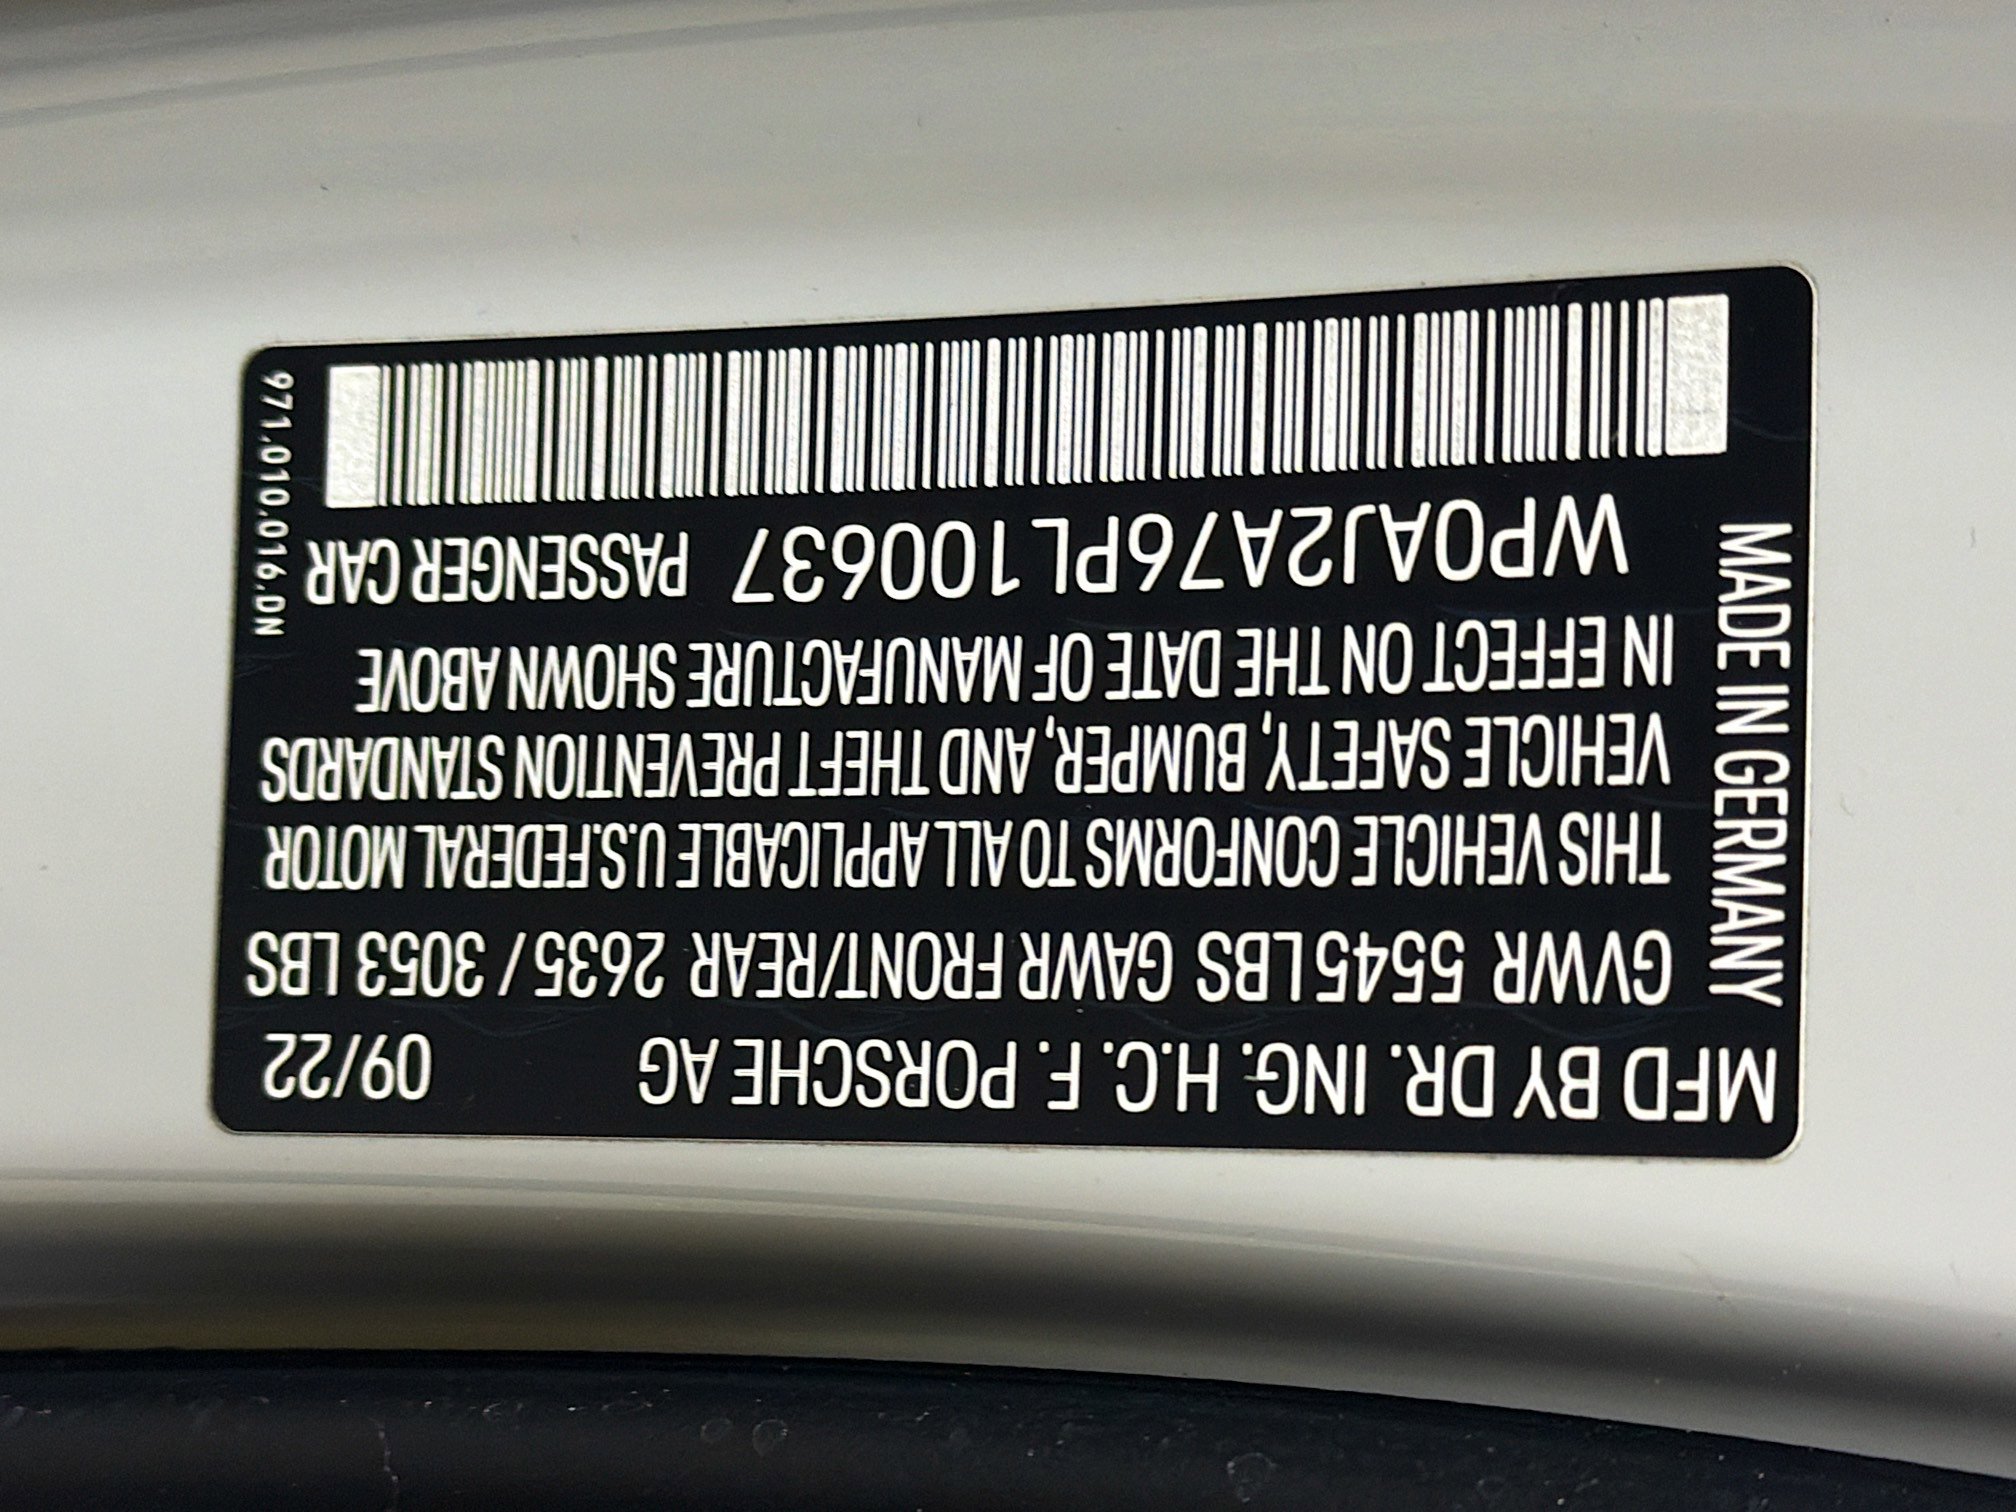 MFD BY DR. ING. H.C. F. PORSCHE AG 09/22
GVWR 5545LBS GAWR FRONT/REAR 2635 / 3053 LBS
THIS VEHICLE CONFORMS TO ALL APPLICABLE U.S.FEDERAL MOTOR
VEHICLE SAFETY, BUMPER, AND THEFT PREVENTION STANDARDS
IN EFFECT ON THE DATE OF MANUFACTURE SHOWN ABOVE
WP0AJ2A76PL100637 PASSENGER CAR
MADE IN GERMANY
971.010.016.DN